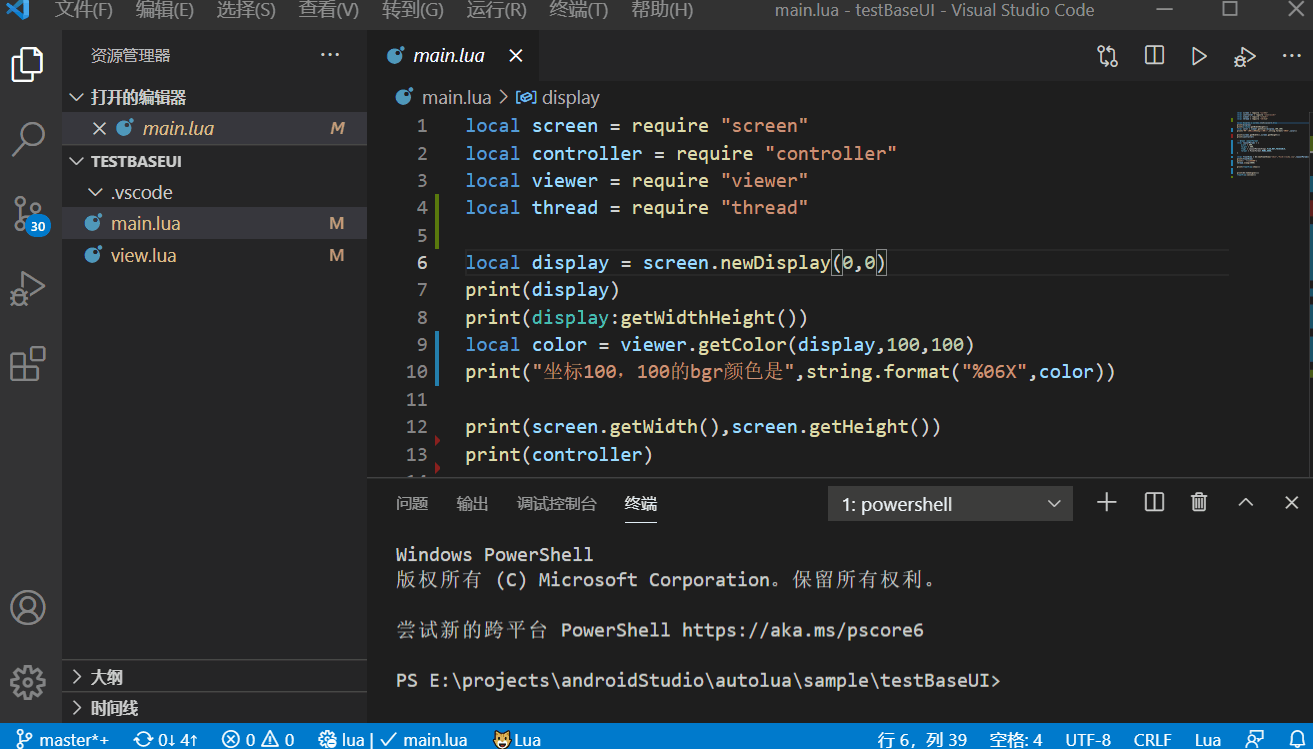 文件(F) 编辑(E) 选择(S) 查看(V) 转到(G) 运行(R) 终端(T) 帮助(H) main.lua - testBaseUI - Visual Studio Code
资源管理器
打开的编辑器
main.lua M
TESTBASEUI
.vscode
main.lua M
view.lua M
30
大纲
时间线
main.lua
main.lua > display
1 local screen = require "screen"
2 local controller = require "controller"
3 local viewer = require "viewer"
4 local thread = require "thread"
5
6 local display = screen.newDisplay(0,0)
7 print(display)
8 print(display:getWidthHeight())
9 local color = viewer.getColor(display,100,100)
10 print("坐标100，100的bgr颜色是",string.format("%06X",color))
11
12 print(screen.getWidth(),screen.getHeight())
13 print(controller)
问题 输出 调试控制台 终端 1: powershell
Windows PowerShell
版权所有 (C) Microsoft Corporation。保留所有权利。
尝试新的跨平台 PowerShell https://aka.ms/pscore6
PS E:\projects\androidStudio\autolua\sample\testBaseUI>
master*+ 0↓ 4↑ 0 0 lua | main.lua Lua 行 6，列 39 空格: 4 UTF-8 CRLF Lua